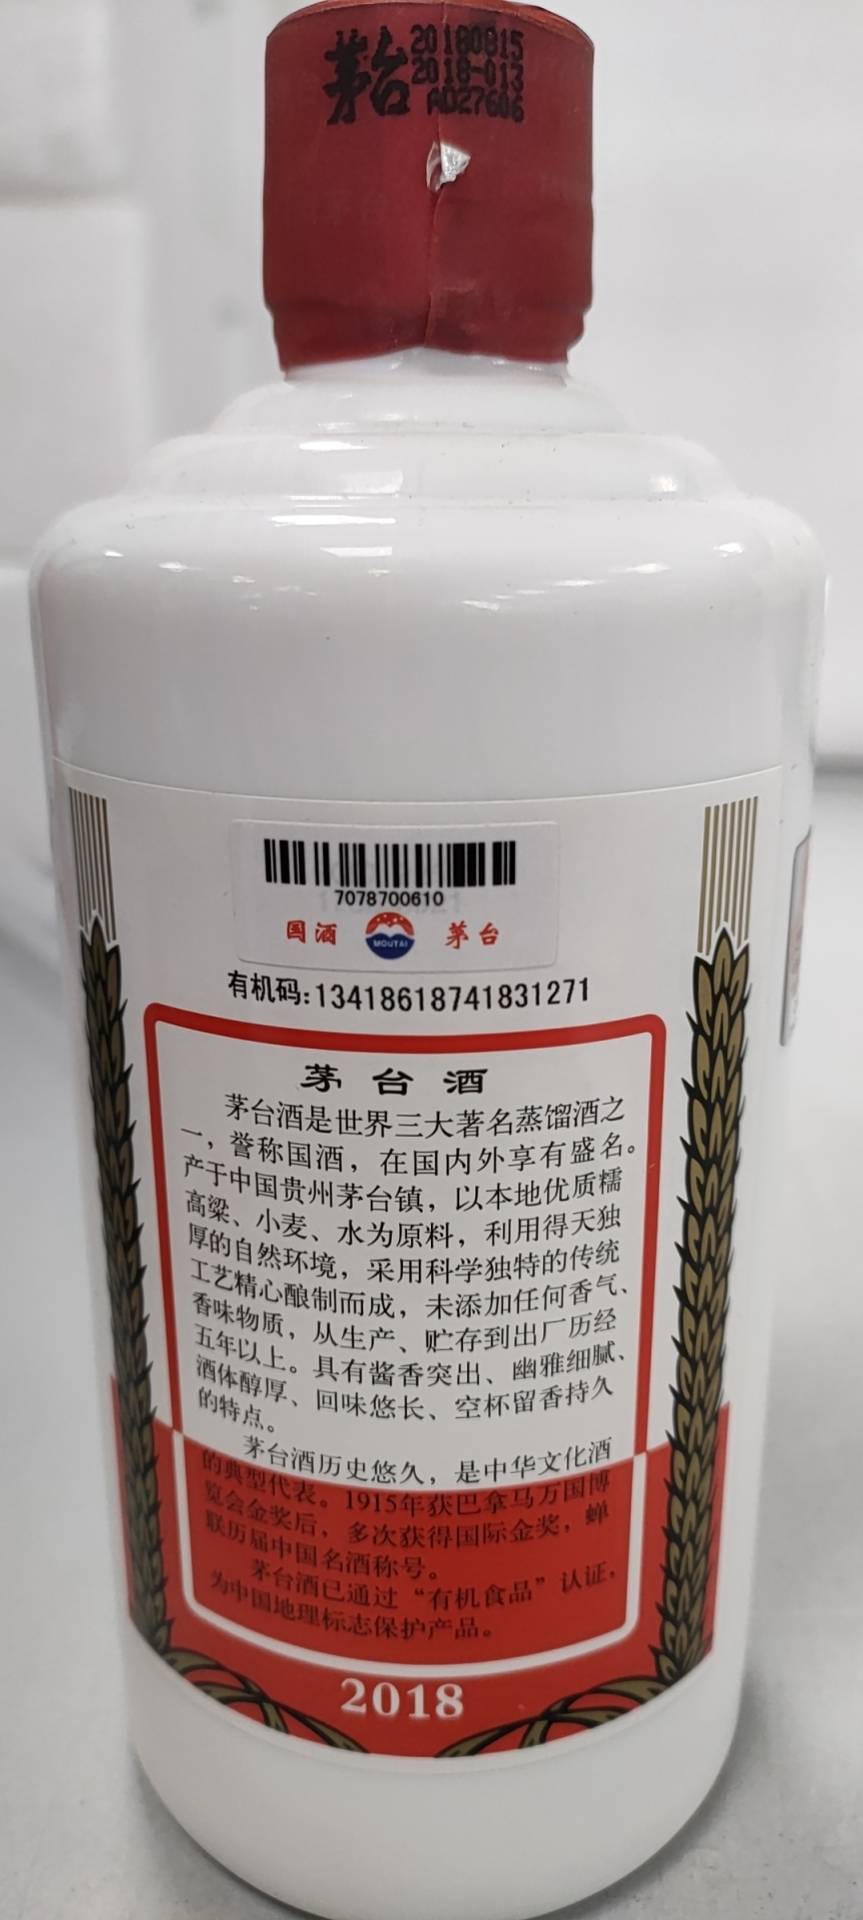 茅台
20180815
2018-013
AD27606
7078700610
国酒 MOUTAI 茅台
有机码:13418618741831271
茅台酒
茅台酒是世界三大著名蒸馏酒之
一，誉称国酒，在国内外享有盛名。
产于中国贵州茅台镇，以本地优质糯
高粱、小麦、水为原料，利用得天独
厚的自然环境，采用科学独特的传统
工艺精心酿制而成，未添加任何香气、
香味物质，从生产、贮存到出厂历经
五年以上。具有酱香突出、幽雅细腻、
酒体醇厚、回味悠长、空杯留香持久
的特点。
茅台酒历史悠久，是中华文化酒
的典型代表。1915年获巴拿马万国博
览会金奖后，多次获得国际金奖，蝉
联历届中国名酒称号。
茅台酒已通过“有机食品”认证，
为中国地理标志保护产品。
2018